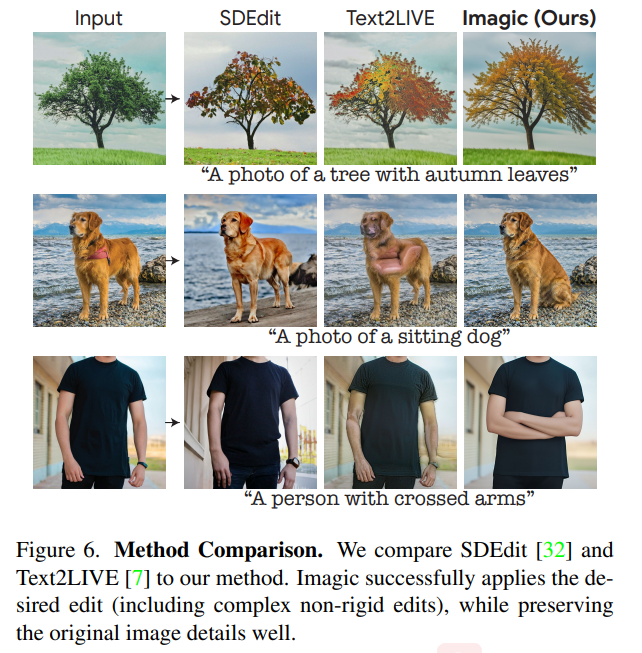 Input SDEdit Text2LIVE Imagic (Ours)
“A photo of a tree with autumn leaves”
“A photo of a sitting dog”
“A person with crossed arms”
Figure 6. Method Comparison. We compare SDEdit [32] and
Text2LIVE [7] to our method. Imagic successfully applies the de-
sired edit (including complex non-rigid edits), while preserving
the original image details well.